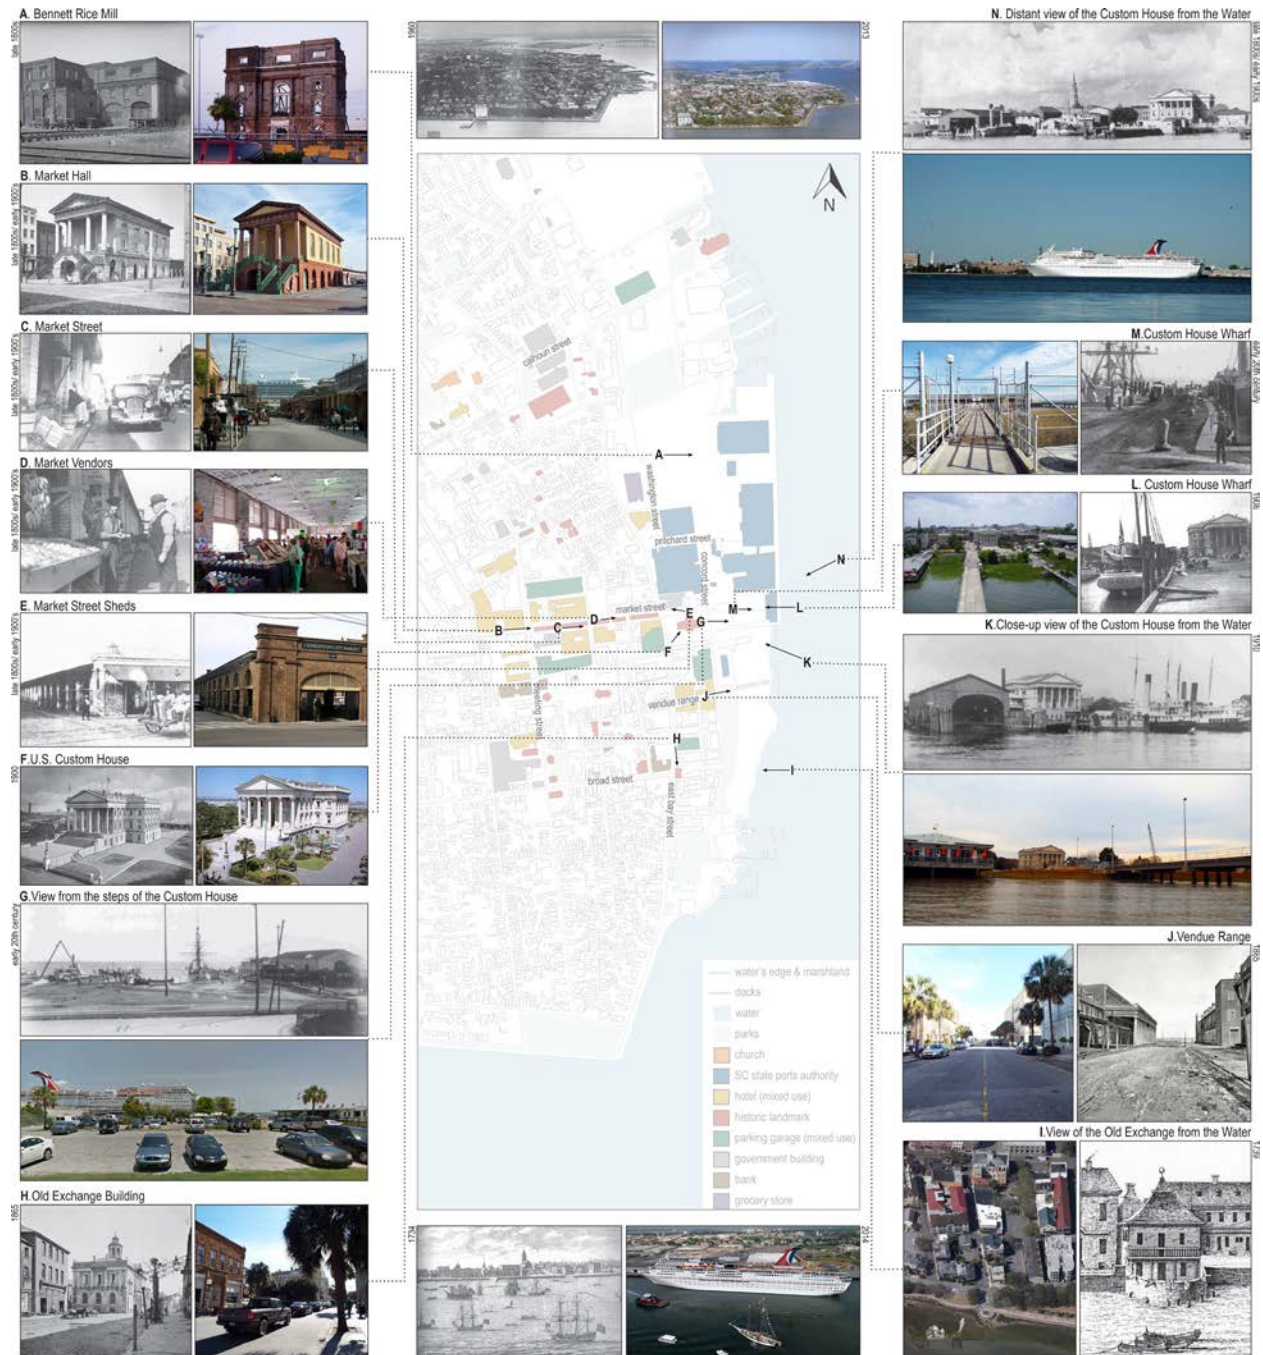 A. Bennett Rice Mill
late 1800s
B. Market Hall
late 1800s/ early 1900's
C. Market Street
late 1800s/ early 1900's
D. Market Vendors
late 1800s/ early 1900's
E. Market Street Sheds
late 1800s/ early 1900's
F.U.S. Custom House
1900
G.View from the steps of the Custom House
early 20th century
H.Old Exchange Building
1865
1960
2013
N
calhoun street
washington street
pritchard street
concord street
market street
meeting street
vendue range
broad street
east bay street
A
B
C
D
E
F
G
H
I
J
K
L
M
N
water's edge & marshland
docks
water
parks
church
SC state ports authority
hotel (mixed use)
historic landmark
parking garage (mixed use)
government building
bank
grocery store
1734
2014
N. Distant view of the Custom House from the Water
late 1800s/ early 1900's
M.Custom House Wharf
early 20th century
L. Custom House Wharf
K.Close-up view of the Custom House from the Water
1910
J.Vendue Range
1865
I.View of the Old Exchange from the Water
1739